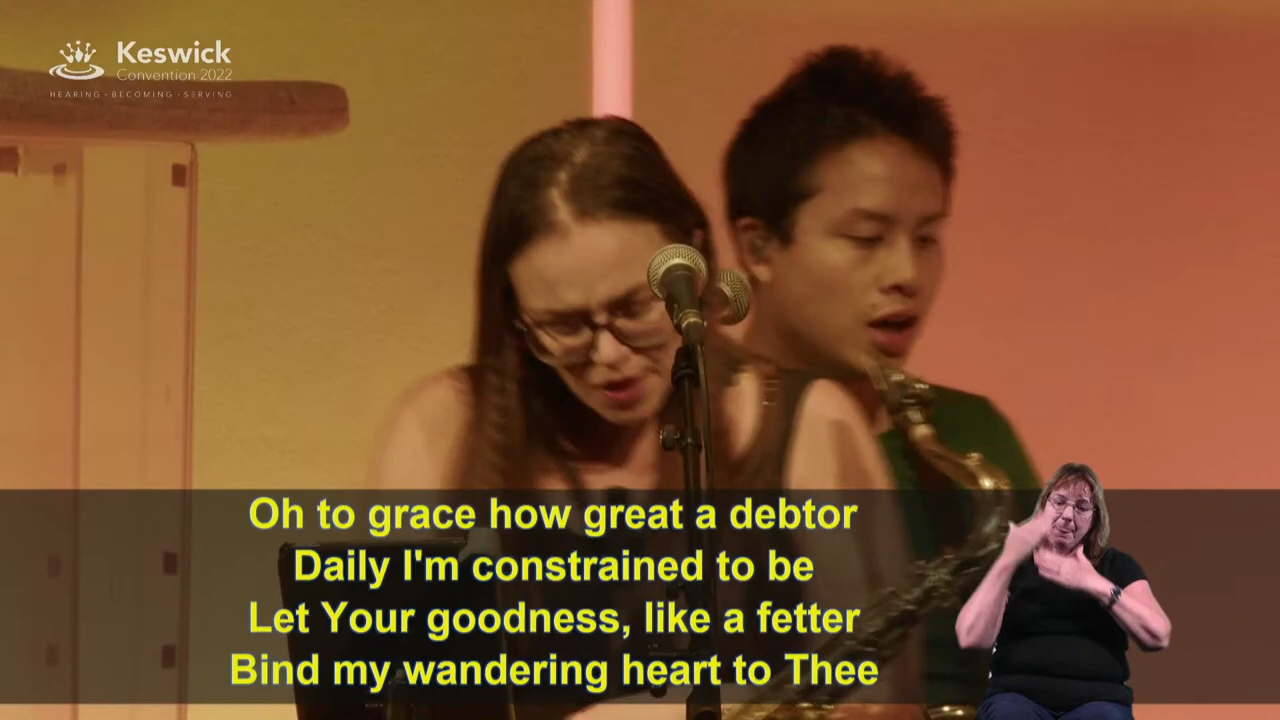 Keswick
Convention 2022
HEARING · BECOMING · SERVING
Oh to grace how great a debtor
Daily I'm constrained to be
Let Your goodness, like a fetter
Bind my wandering heart to Thee